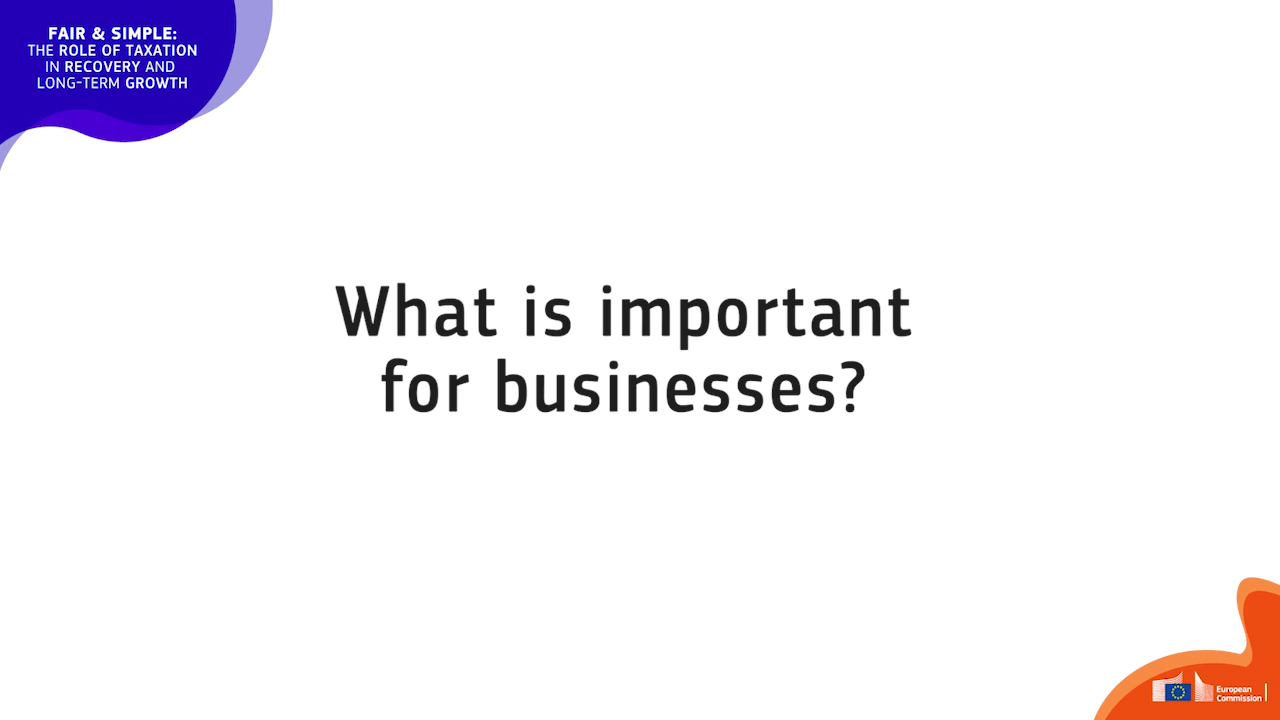 FAIR & SIMPLE:
THE ROLE OF TAXATION
IN RECOVERY AND
LONG-TERM GROWTH
What is important
for businesses?
European
Commission